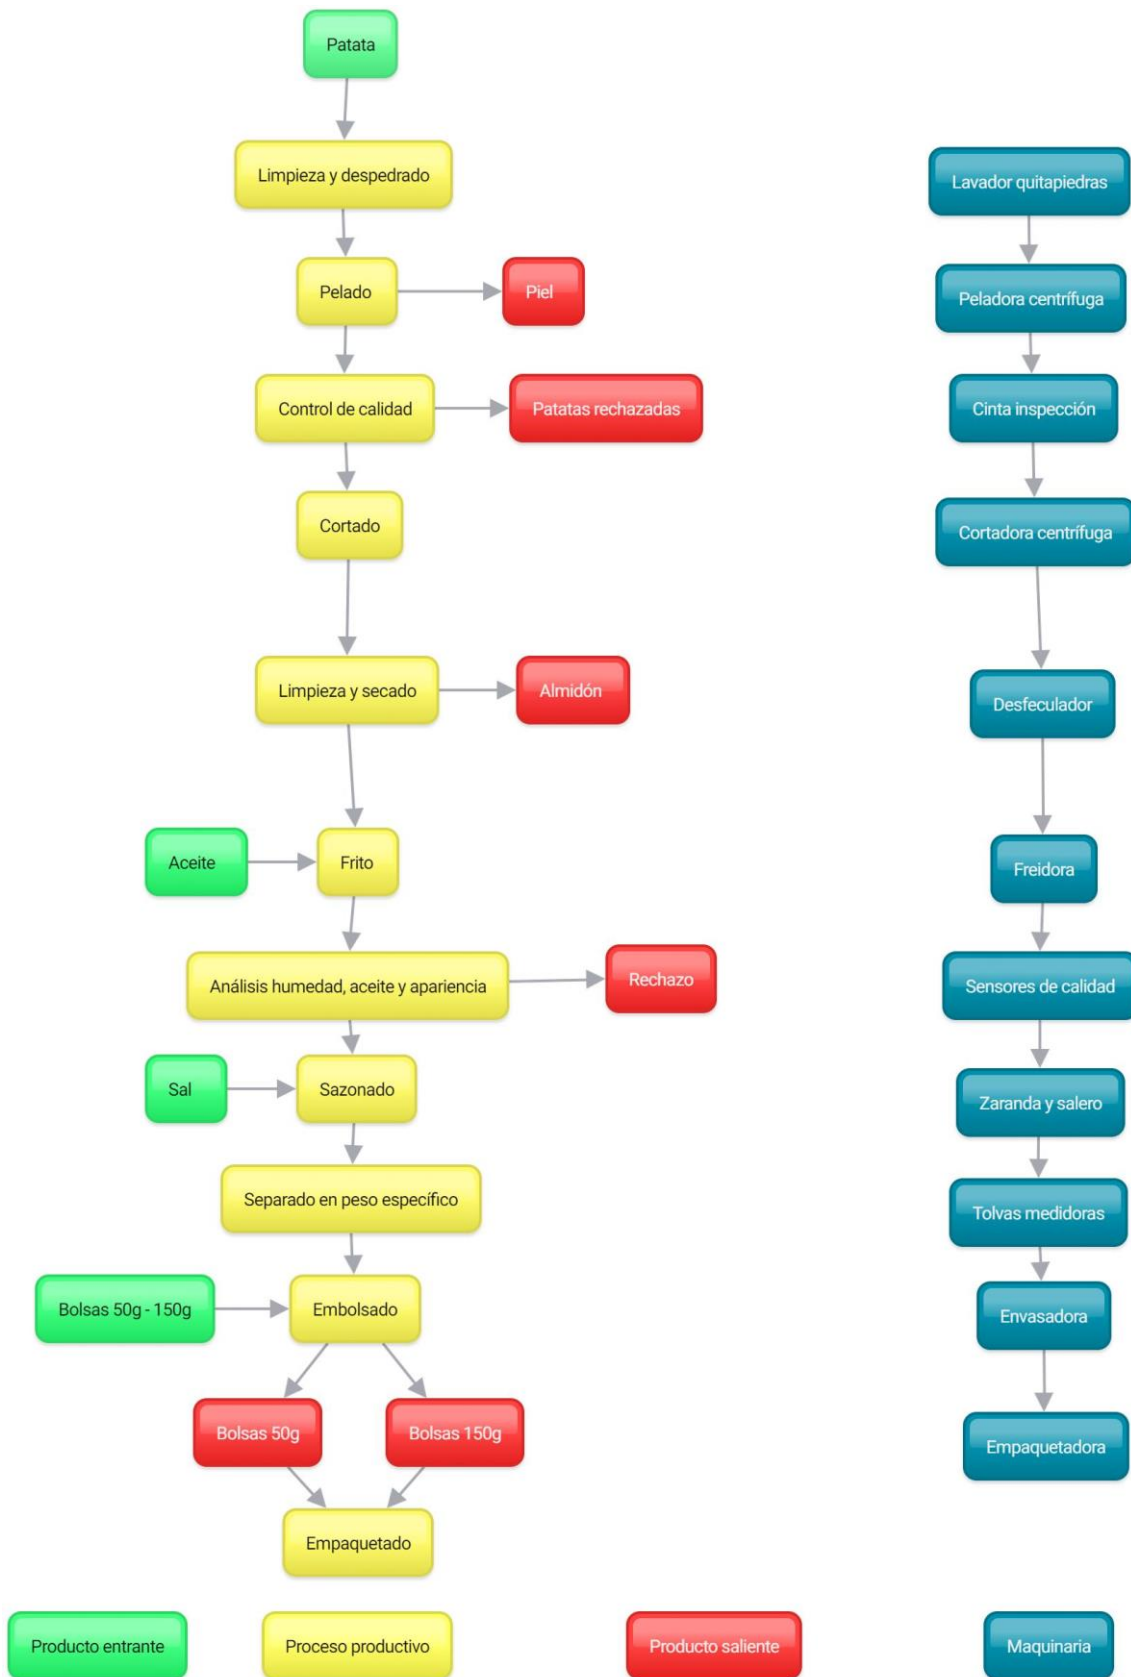 Patata
Limpieza y despedrado
Lavador quitapiedras
Pelado
Piel
Peladora centrífuga
Control de calidad
Patatas rechazadas
Cinta inspección
Cortado
Cortadora centrífuga
Limpieza y secado
Almidón
Desfeculador
Aceite
Frito
Freidora
Análisis humedad, aceite y apariencia
Rechazo
Sensores de calidad
Sal
Sazonado
Zaranda y salero
Separado en peso específico
Tolvas medidoras
Bolsas 50g - 150g
Embolsado
Envasadora
Bolsas 50g
Bolsas 150g
Empaquetadora
Empaquetado
Producto entrante
Proceso productivo
Producto saliente
Maquinaria